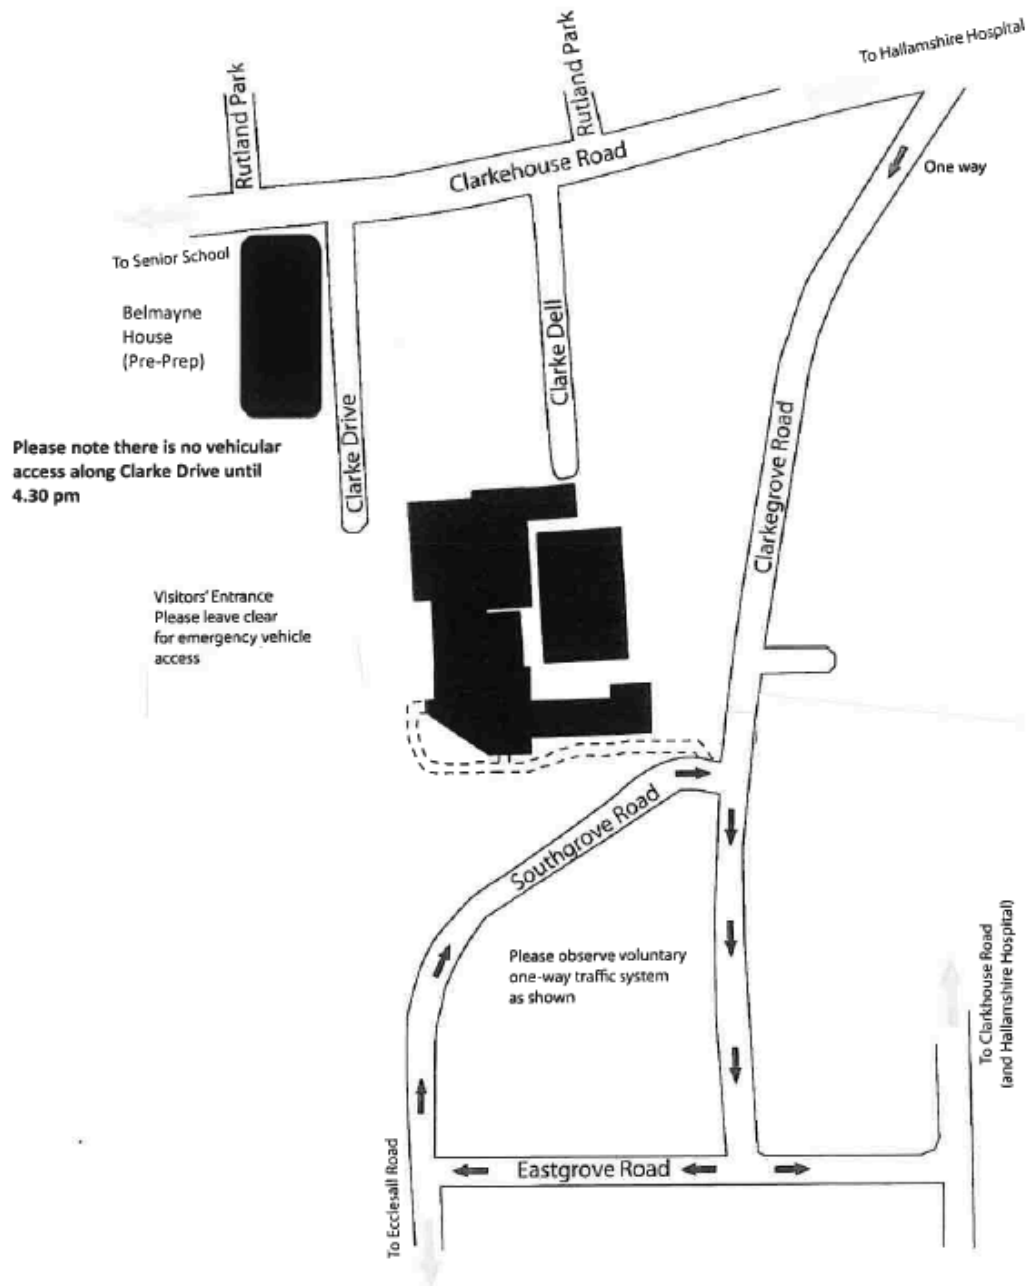 To Hallamshire Hospital
Rutland Park
Rutland Park
Clarkehouse Road
One way
To Senior School
Belmayne
House
(Pre-Prep)
Clarke Drive
Clarke Dell
Clarkegrove Road
Please note there is no vehicular
access along Clarke Drive until
4.30 pm
Visitors' Entrance
Please leave clear
for emergency vehicle
access
Southgrove Road
Please observe voluntary
one-way traffic system
as shown
To Clarkhouse Road
(and Hallamshire Hospital)
Eastgrove Road
To Ecclesall Road